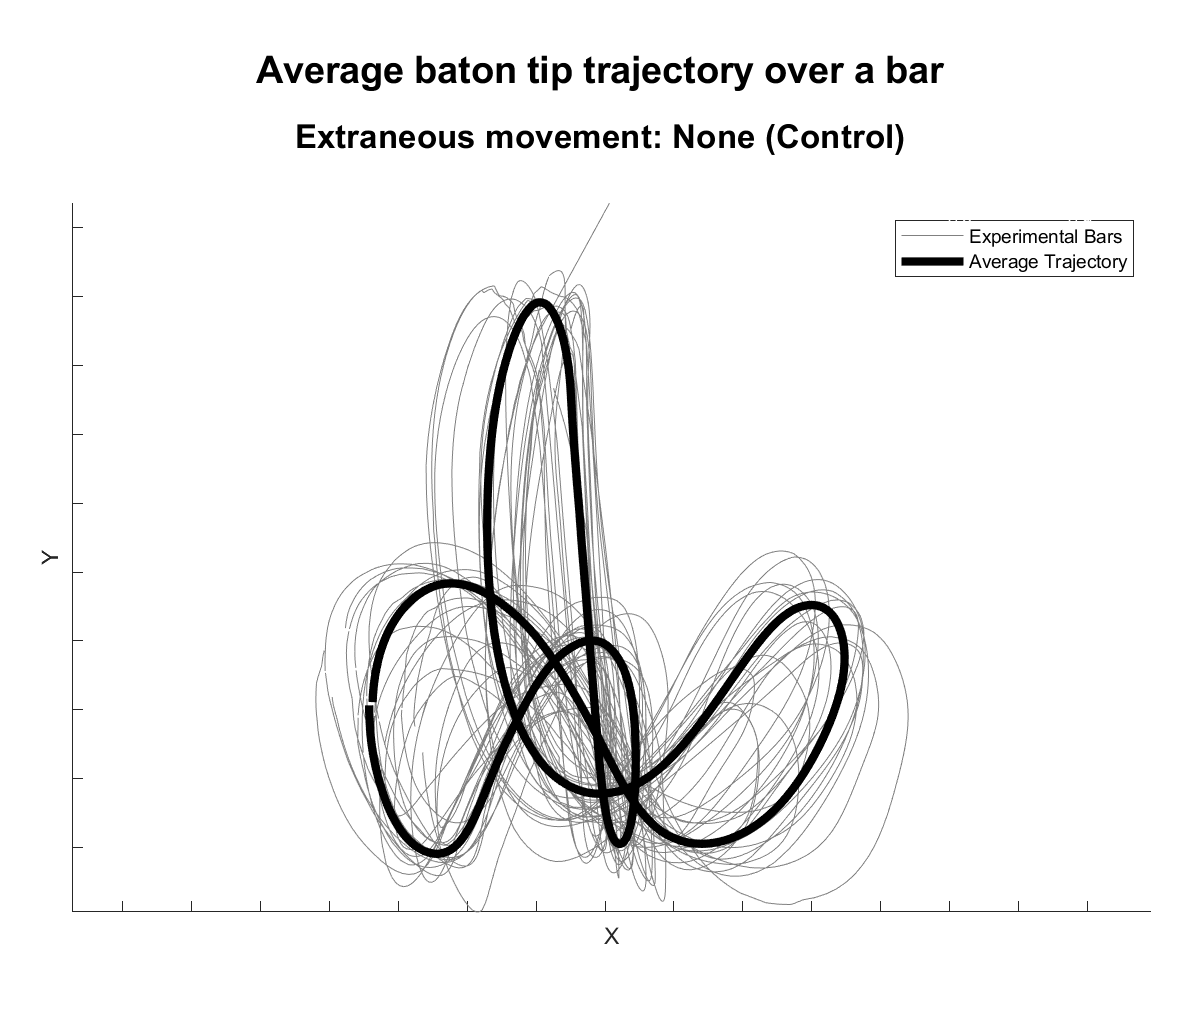 Average baton tip trajectory over a bar
Extraneous movement: None (Control)
Experimental Bars
Average Trajectory
Y
X